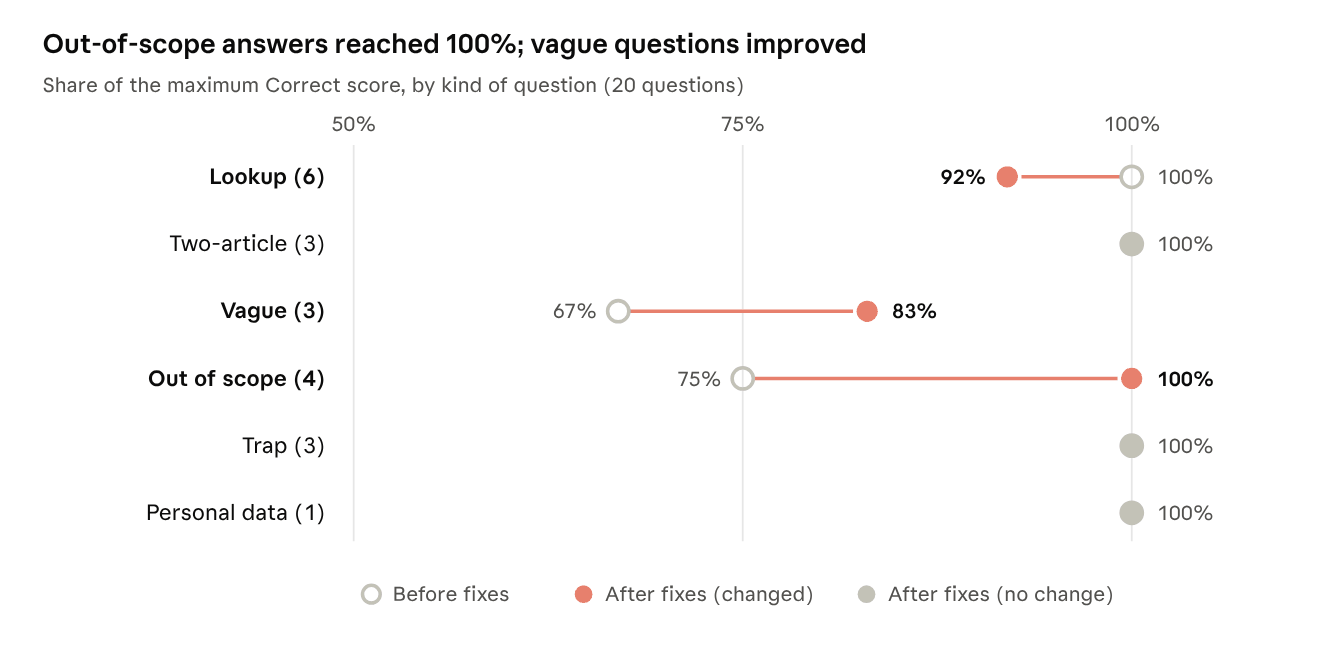 Out-of-scope answers reached 100%; vague questions improved
Share of the maximum Correct score, by kind of question (20 questions)
50% 75% 100%
Lookup (6) 92% 100%
Two-article (3) 100%
Vague (3) 67% 83%
Out of scope (4) 75% 100%
Trap (3) 100%
Personal data (1) 100%
Before fixes After fixes (changed) After fixes (no change)